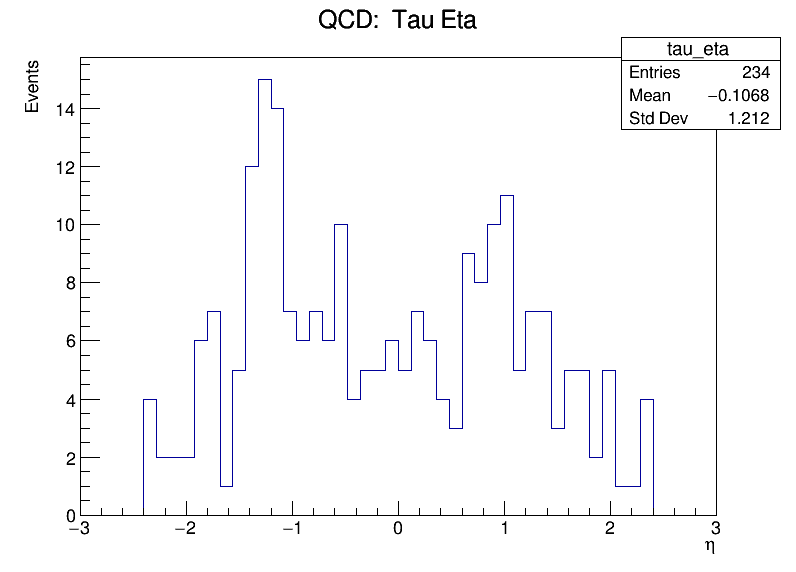 QCD:  Tau Eta
tau_eta
Entries 234
Mean −0.1068
Std Dev 1.212
Events
14
12
10
8
6
4
2
0
−3 −2 −1 0 1 2 3
η